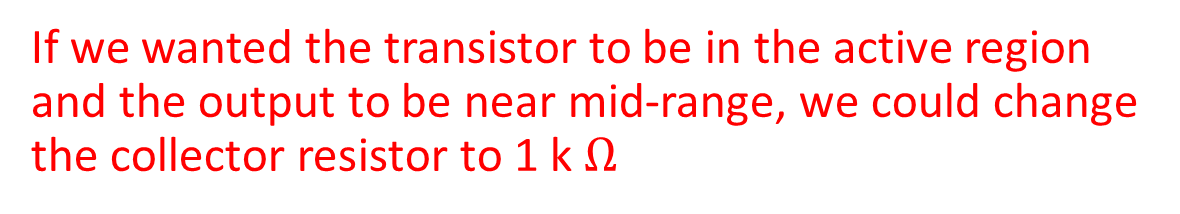 If we wanted the transistor to be in the active region
and the output to be near mid-range, we could change
the collector resistor to 1 k Ω